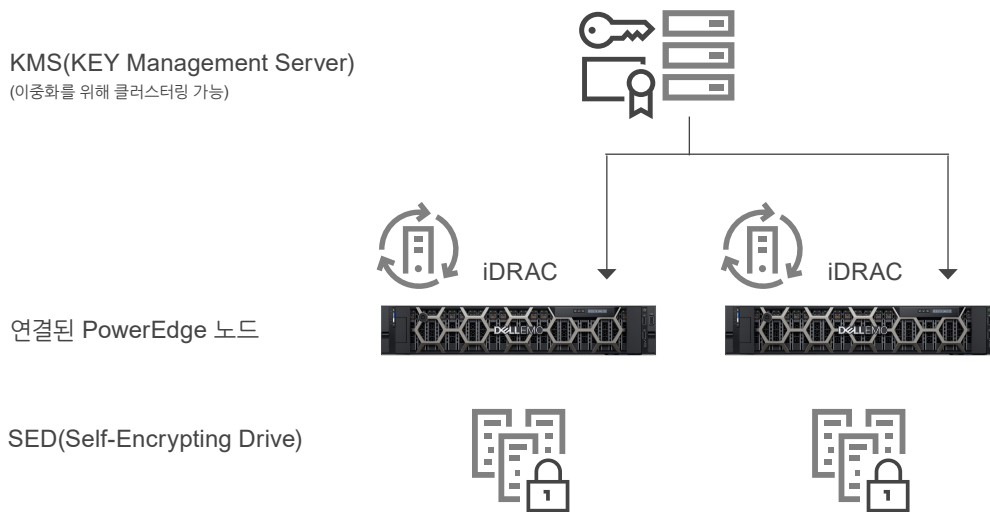 KMS(KEY Management Server)
(이중화를 위해 클러스터링 가능)
iDRAC
iDRAC
연결된 PowerEdge 노드
DELLEMC
DELLEMC
SED(Self-Encrypting Drive)
1
1